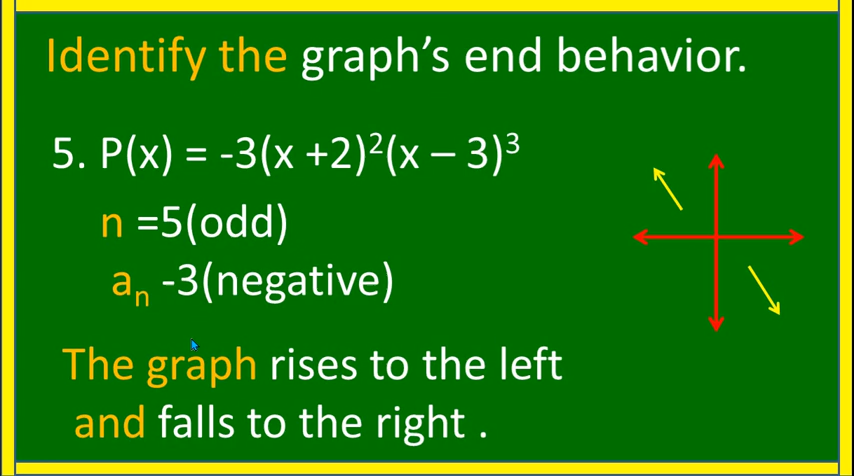 Identify the graph’s end behavior.
5. P(x) = -3(x +2)²(x – 3)³
n =5(odd)
aₙ -3(negative)
The graph rises to the left
and falls to the right .